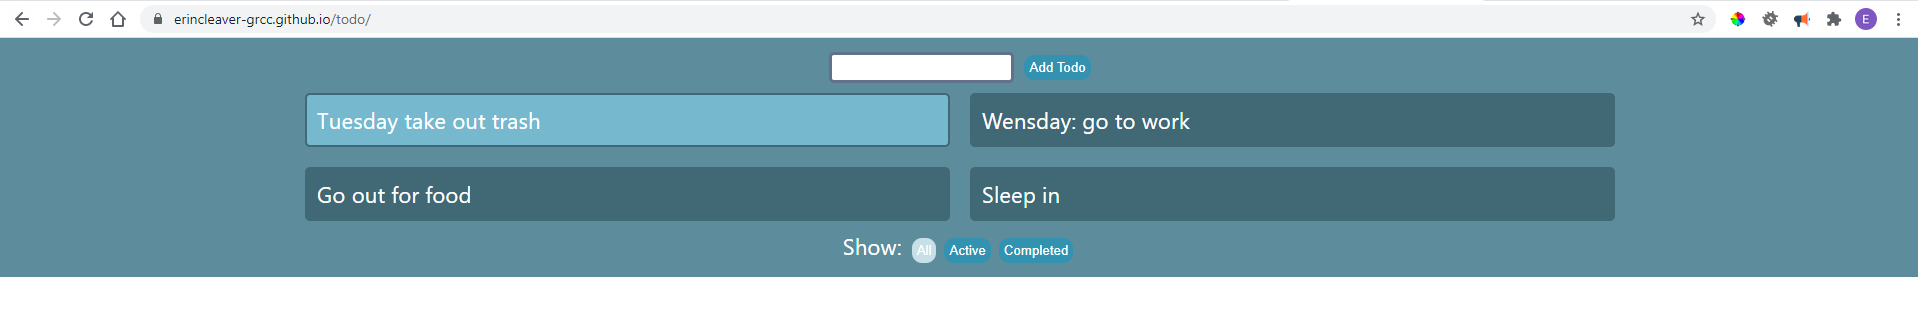 erincleaver-grcc.github.io/todo/
E
Add Todo
Tuesday take out trash
Wensday: go to work
Go out for food
Sleep in
Show: All Active Completed